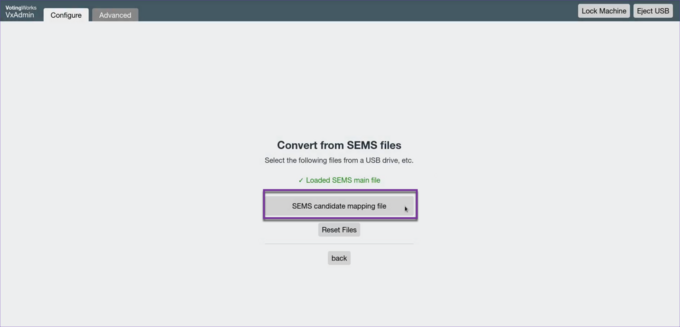 VotingWorks
VxAdmin
Configure
Advanced
Lock Machine
Eject USB
Convert from SEMS files
Select the following files from a USB drive, etc.
✓ Loaded SEMS main file
SEMS candidate mapping file
Reset Files
back